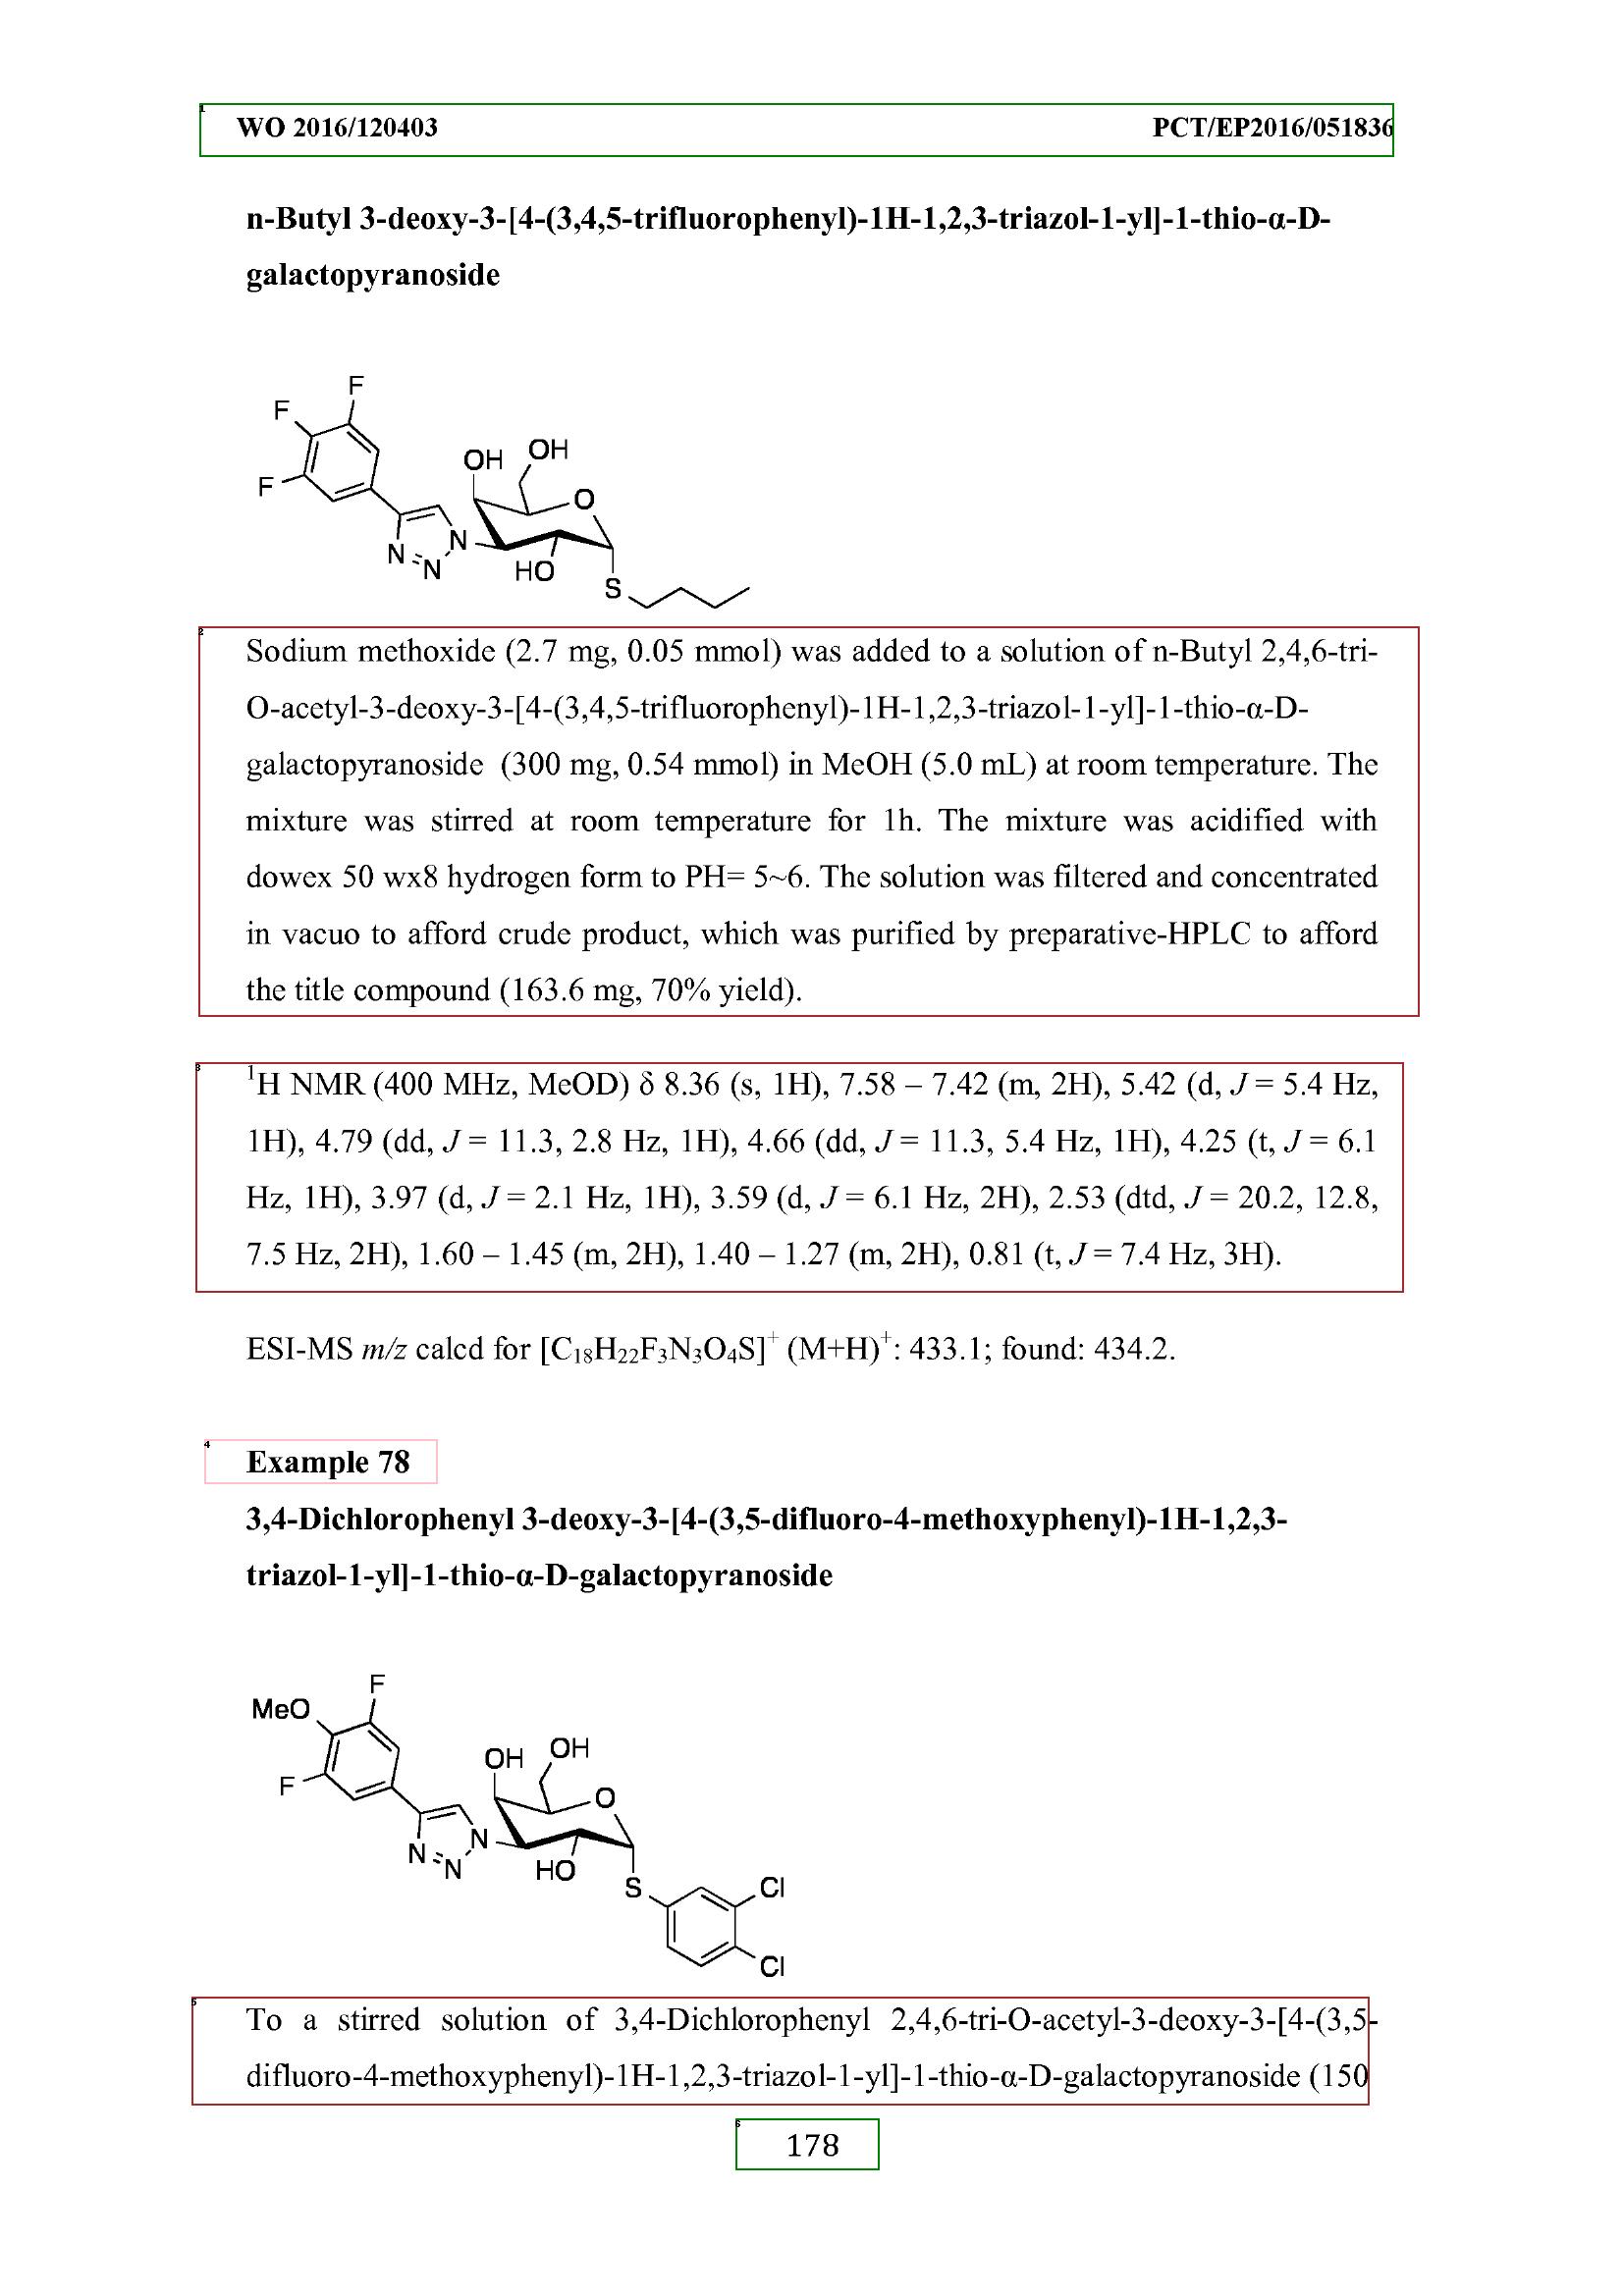 WO 2016/120403 PCT/EP2016/051836
n-Butyl 3-deoxy-3-[4-(3,4,5-trifluorophenyl)-1H-1,2,3-triazol-1-yl]-1-thio-α-D-
galactopyranoside
F
F
F
OH
OH
O
N
N
N
HO
S
2
Sodium methoxide (2.7 mg, 0.05 mmol) was added to a solution of n-Butyl 2,4,6-tri-
O-acetyl-3-deoxy-3-[4-(3,4,5-trifluorophenyl)-1H-1,2,3-triazol-1-yl]-1-thio-α-D-
galactopyranoside (300 mg, 0.54 mmol) in MeOH (5.0 mL) at room temperature. The
mixture was stirred at room temperature for 1h. The mixture was acidified with
dowex 50 wx8 hydrogen form to PH= 5~6. The solution was filtered and concentrated
in vacuo to afford crude product, which was purified by preparative-HPLC to afford
the title compound (163.6 mg, 70% yield).
3
¹H NMR (400 MHz, MeOD) δ 8.36 (s, 1H), 7.58 – 7.42 (m, 2H), 5.42 (d, J = 5.4 Hz,
1H), 4.79 (dd, J = 11.3, 2.8 Hz, 1H), 4.66 (dd, J = 11.3, 5.4 Hz, 1H), 4.25 (t, J = 6.1
Hz, 1H), 3.97 (d, J = 2.1 Hz, 1H), 3.59 (d, J = 6.1 Hz, 2H), 2.53 (dtd, J = 20.2, 12.8,
7.5 Hz, 2H), 1.60 – 1.45 (m, 2H), 1.40 – 1.27 (m, 2H), 0.81 (t, J = 7.4 Hz, 3H).
ESI-MS m/z calcd for [C₁₈H₂₂F₃N₃O₄S]⁺ (M+H)⁺: 433.1; found: 434.2.
4
Example 78
3,4-Dichlorophenyl 3-deoxy-3-[4-(3,5-difluoro-4-methoxyphenyl)-1H-1,2,3-
triazol-1-yl]-1-thio-α-D-galactopyranoside
F
MeO
F
OH
OH
O
N
N
N
HO
S
Cl
Cl
5
To a stirred solution of 3,4-Dichlorophenyl 2,4,6-tri-O-acetyl-3-deoxy-3-[4-(3,5-
difluoro-4-methoxyphenyl)-1H-1,2,3-triazol-1-yl]-1-thio-α-D-galactopyranoside (150
6
178